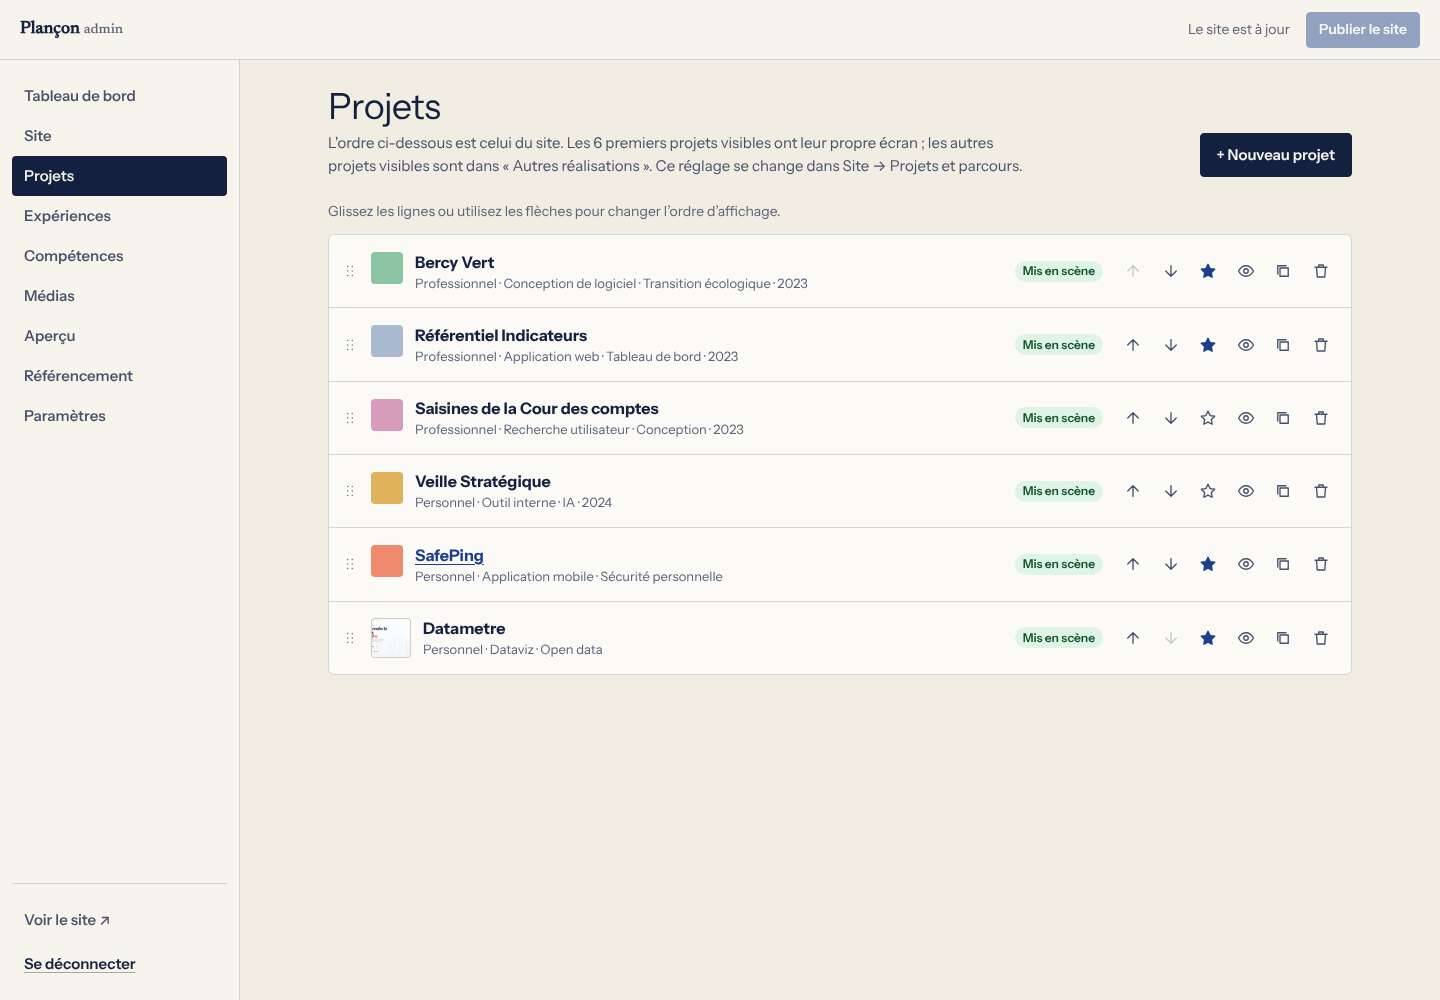 Plançon admin
Le site est à jour
Publier le site
Tableau de bord
Site
Projets
Expériences
Compétences
Médias
Aperçu
Référencement
Paramètres
Voir le site ↗
Se déconnecter
Projets
L’ordre ci-dessous est celui du site. Les 6 premiers projets visibles ont leur propre écran ; les autres
projets visibles sont dans « Autres réalisations ». Ce réglage se change dans Site → Projets et parcours.
+ Nouveau projet
Glissez les lignes ou utilisez les flèches pour changer l’ordre d’affichage.
Bercy Vert
Professionnel · Conception de logiciel · Transition écologique · 2023
Mis en scène
Référentiel Indicateurs
Professionnel · Application web · Tableau de bord · 2023
Mis en scène
Saisines de la Cour des comptes
Professionnel · Recherche utilisateur · Conception · 2023
Mis en scène
Veille Stratégique
Personnel · Outil interne · IA · 2024
Mis en scène
SafePing
Personnel · Application mobile · Sécurité personnelle
Mis en scène
Datametre
Personnel · Dataviz · Open data
Mis en scène